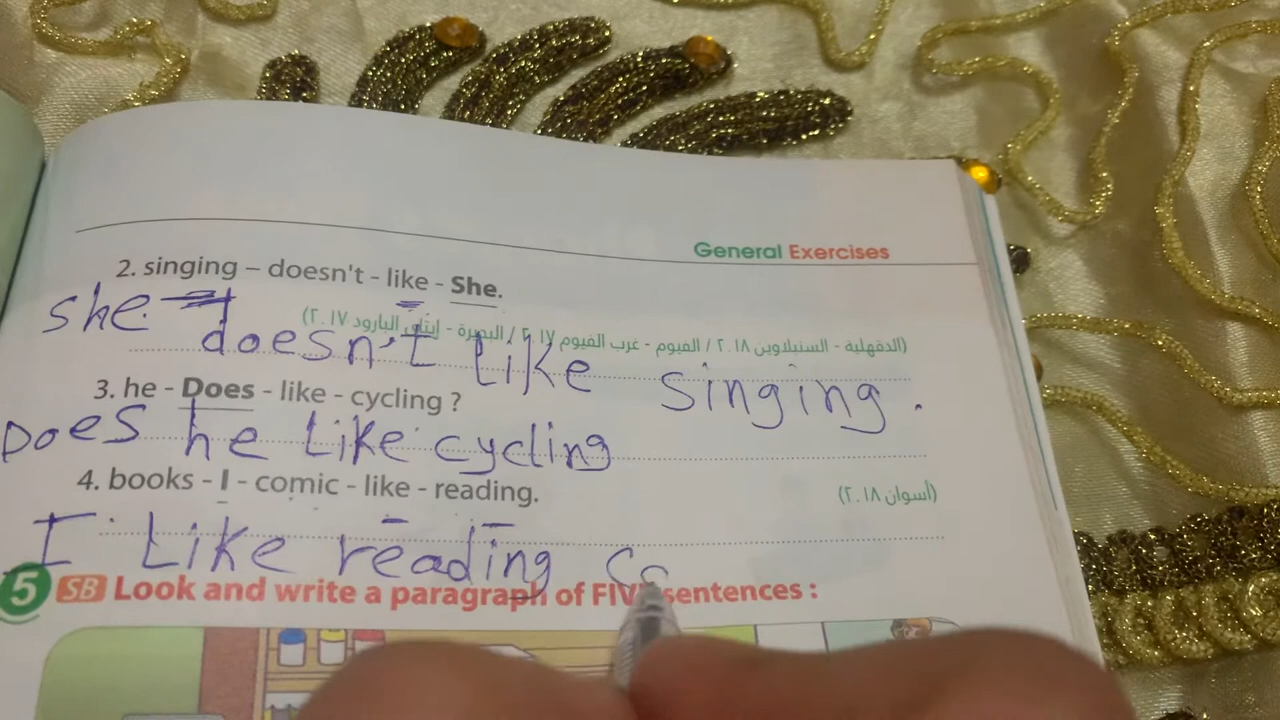 General Exercises
2. singing – doesn't - like - She.
she doesn't like singing.
(الدقهلية - السنبلاوين ٢٠١٨ / الفيوم - غرب الفيوم ٢٠١٧ / البحيرة - إيتاى البارود ٢٠١٧)
3. he - Does - like - cycling ?
Does he like cycling
4. books - I - comic - like - reading.
(أسوان ٢٠١٨)
I like reading co
5 SB Look and write a paragraph of FIVE sentences :